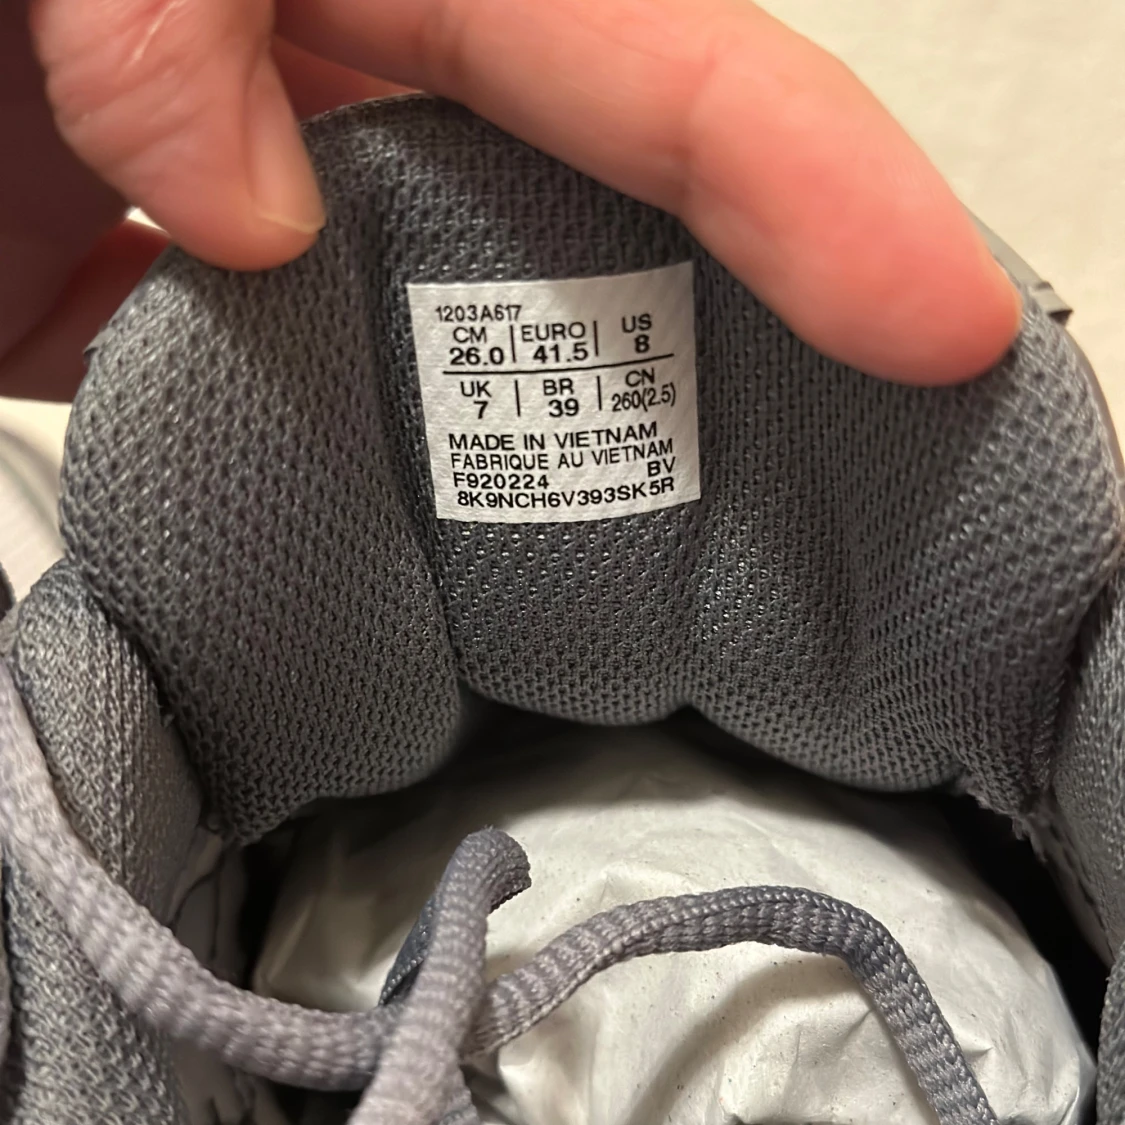 1203A617
CM EURO US
26.0 41.5 8
UK BR CN
7 39 260(2.5)
MADE IN VIETNAM
FABRIQUE AU VIETNAM
F920224 BV
8K9NCH6V393SK5R